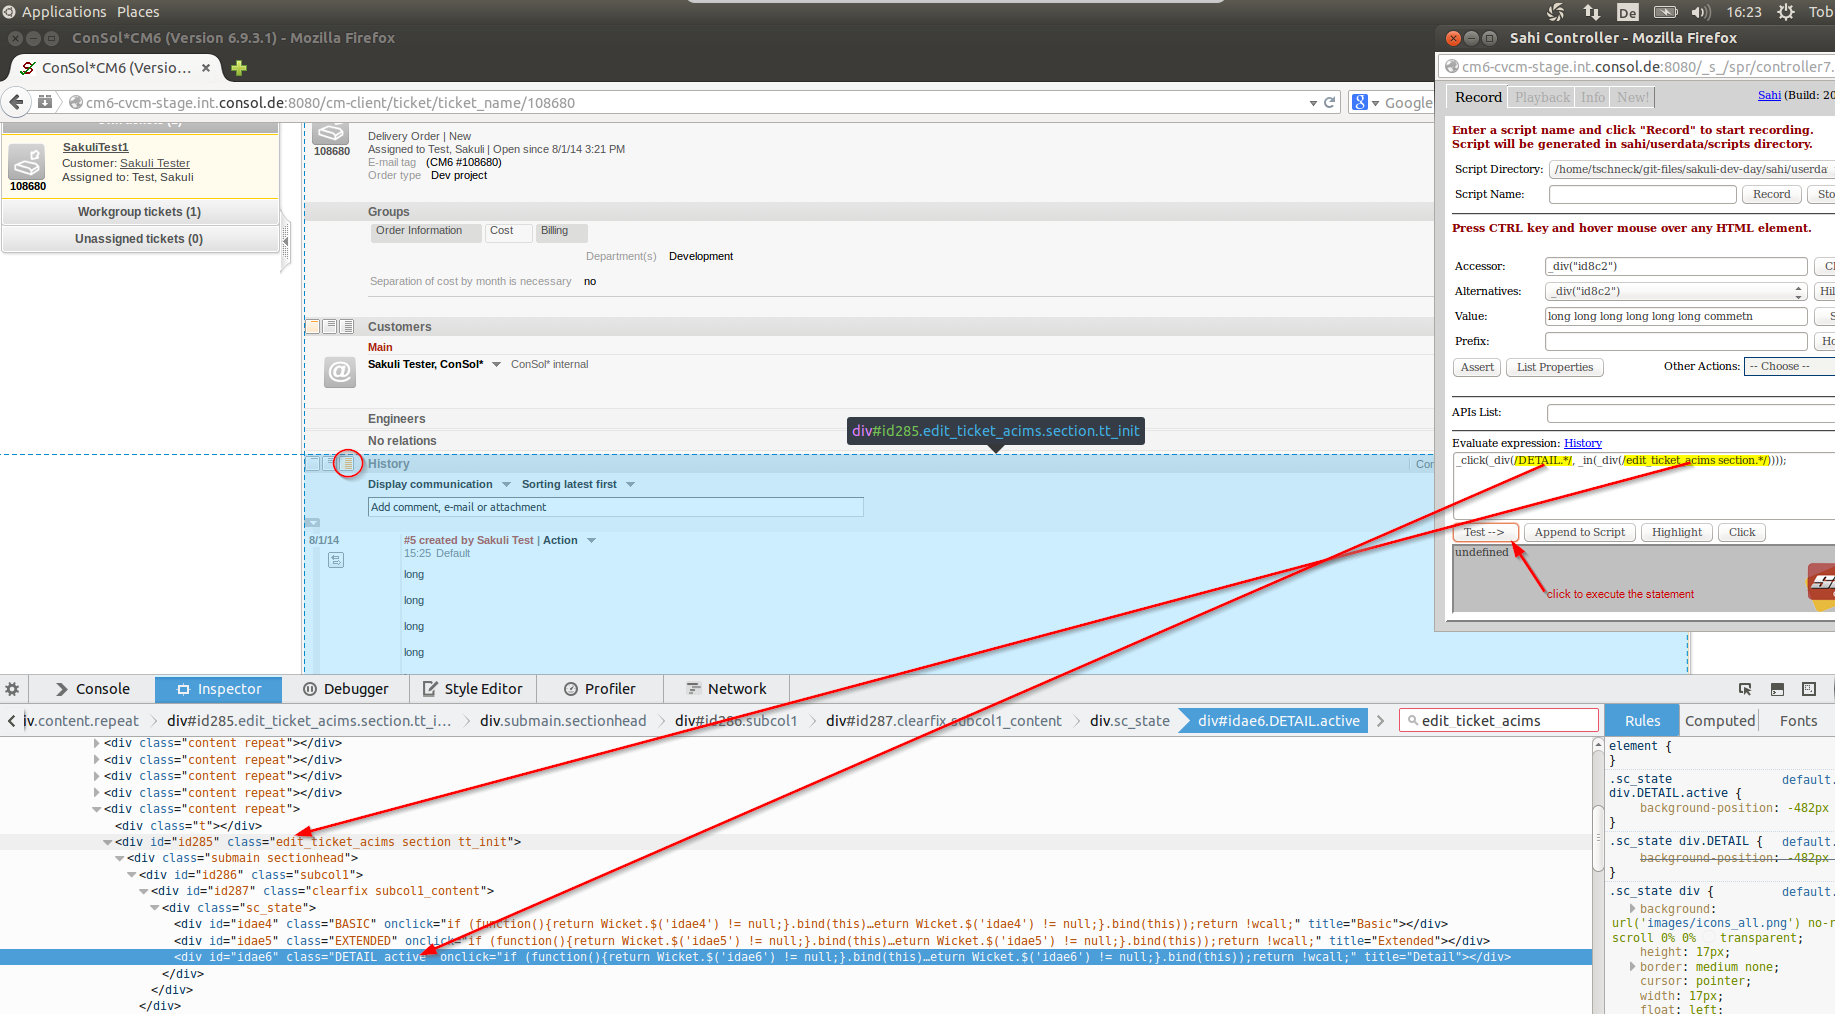 Applications Places
De 16:23 Tob
ConSol*CM6 (Version 6.9.3.1) - Mozilla Firefox
ConSol*CM6 (Versio...
cm6-cvcm-stage.int.consol.de:8080/cm-client/ticket/ticket_name/108680
Google
SakuliTest1
Customer: Sakuli Tester
Assigned to: Test, Sakuli
108680
Workgroup tickets (1)
Unassigned tickets (0)
108680
Delivery Order | New
Assigned to Test, Sakuli | Open since 8/1/14 3:21 PM
E-mail tag (CM6 #108680)
Order type Dev project
Groups
Order Information Cost Billing
Department(s) Development
Separation of cost by month is necessary no
Customers
Main
Sakuli Tester, ConSol* ConSol* internal
Engineers
No relations
div#id285.edit_ticket_acims.section.tt_init
History
Con
Display communication Sorting latest first
Add comment, e-mail or attachment
8/1/14 #5 created by Sakuli Test | Action
15:25 Default
long
long
long
long
Sahi Controller - Mozilla Firefox
cm6-cvcm-stage.int.consol.de:8080/_s_/spr/controller7.
Record Playback Info New! Sahi (Build: 20
Enter a script name and click "Record" to start recording.
Script will be generated in sahi/userdata/scripts directory.
Script Directory: /home/tschneck/git-files/sakuli-dev-day/sahi/userda
Script Name: Record Sto
Press CTRL key and hover mouse over any HTML element.
Accessor: _div("id8c2") Cl
Alternatives: _div("id8c2") Hil
Value: long long long long long long commetn S
Prefix: Ho
Assert List Properties Other Actions: -- Choose --
APIs List:
Evaluate expression: History
_click(_div(/DETAIL.*/, _in(_div(/edit_ticket_acims section.*/))));
Test --> Append to Script Highlight Click
undefined
click to execute the statement
Console Inspector Debugger Style Editor Profiler Network
iv.content.repeat div#id285.edit_ticket_acims.section.tt_i... div.submain.sectionhead div#id286.subcol1 div#id287.clearfix.subcol1_content div.sc_state div#idae6.DETAIL.active edit_ticket_acims
Rules Computed Fonts
<div class="content repeat"></div>
<div class="content repeat"></div>
<div class="content repeat"></div>
<div class="content repeat"></div>
<div class="content repeat">
<div class="t"></div>
<div id="id285" class="edit_ticket_acims section tt_init">
<div class="submain sectionhead">
<div id="id286" class="subcol1">
<div id="id287" class="clearfix subcol1_content">
<div class="sc_state">
<div id="idae4" class="BASIC" onclick="if (function(){return Wicket.$('idae4') != null;}.bind(this)…eturn Wicket.$('idae4') != null;}.bind(this));return !wcall;" title="Basic"></div>
<div id="idae5" class="EXTENDED" onclick="if (function(){return Wicket.$('idae5') != null;}.bind(this)…eturn Wicket.$('idae5') != null;}.bind(this));return !wcall;" title="Extended"></div>
<div id="idae6" class="DETAIL active" onclick="if (function(){return Wicket.$('idae6') != null;}.bind(this)…eturn Wicket.$('idae6') != null;}.bind(this));return !wcall;" title="Detail"></div>
</div>
</div>
</div>
element {
}
.sc_state default.
div.DETAIL.active {
background-position: -482px
}
.sc_state div.DETAIL { default.
background-position: -482px
}
.sc_state div { default.
background:
url('images/icons_all.png') no-r
scroll 0% 0% transparent;
height: 17px;
border: medium none;
cursor: pointer;
width: 17px;
float: left;